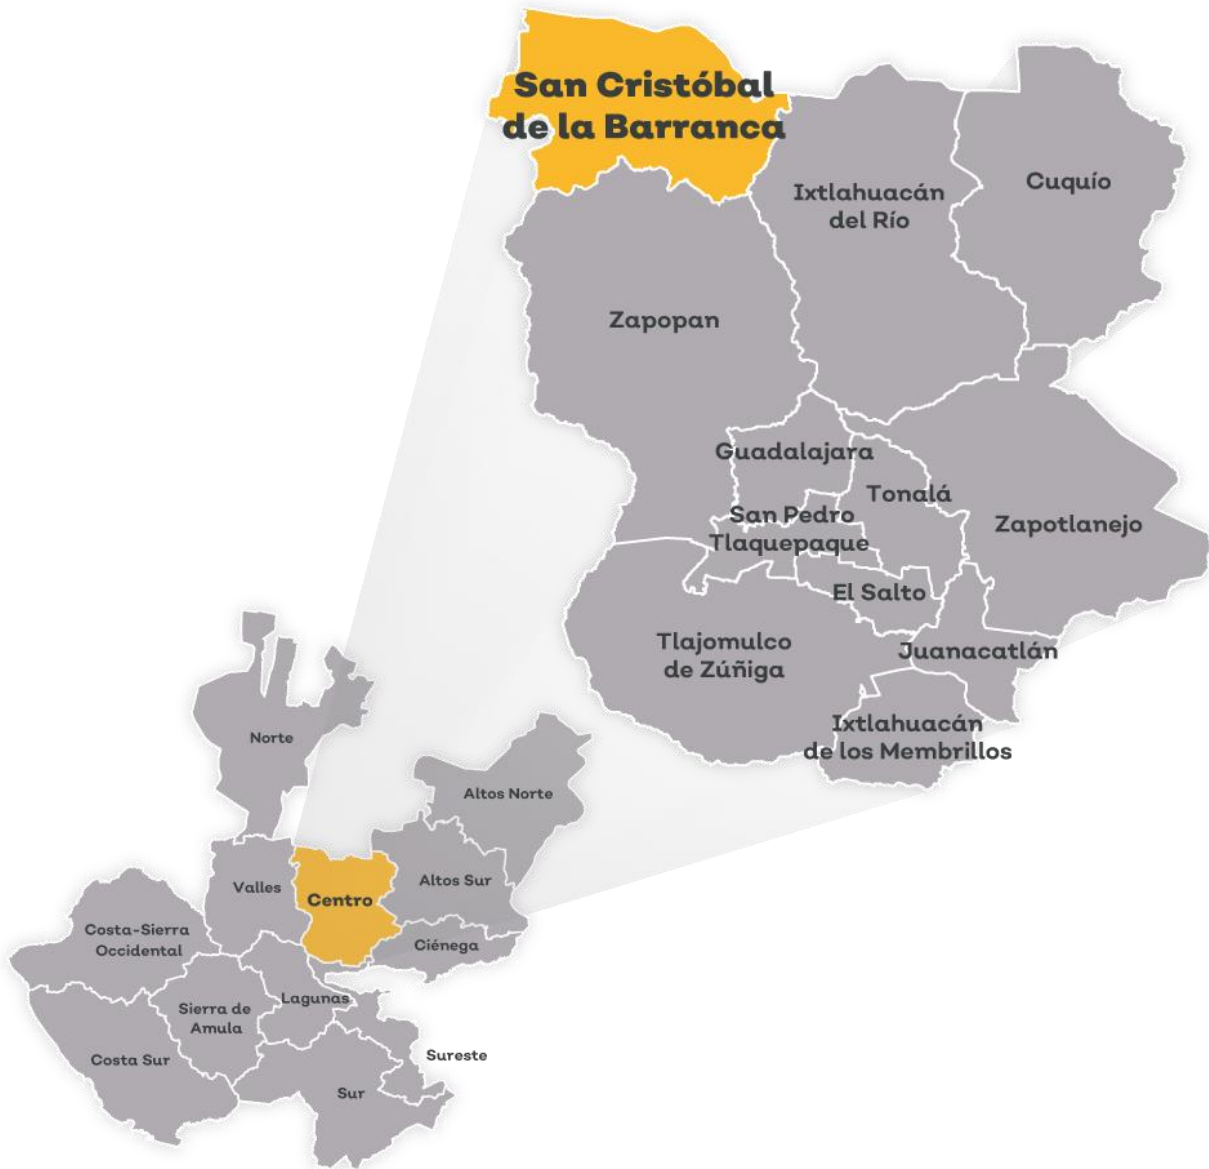 San Cristóbal
de la Barranca
Cuquío
Ixtlahuacán
del Río
Zapopan
Guadalajara
Tonalá
San Pedro
Tlaquepaque
Zapotlanejo
El Salto
Tlajomulco
de Zúñiga
Juanacatlán
Ixtlahuacán
de los Membrillos
Norte
Altos Norte
Altos Sur
Valles
Centro
Costa-Sierra
Occidental
Ciénega
Lagunas
Sierra de
Amula
Costa Sur
Sureste
Sur